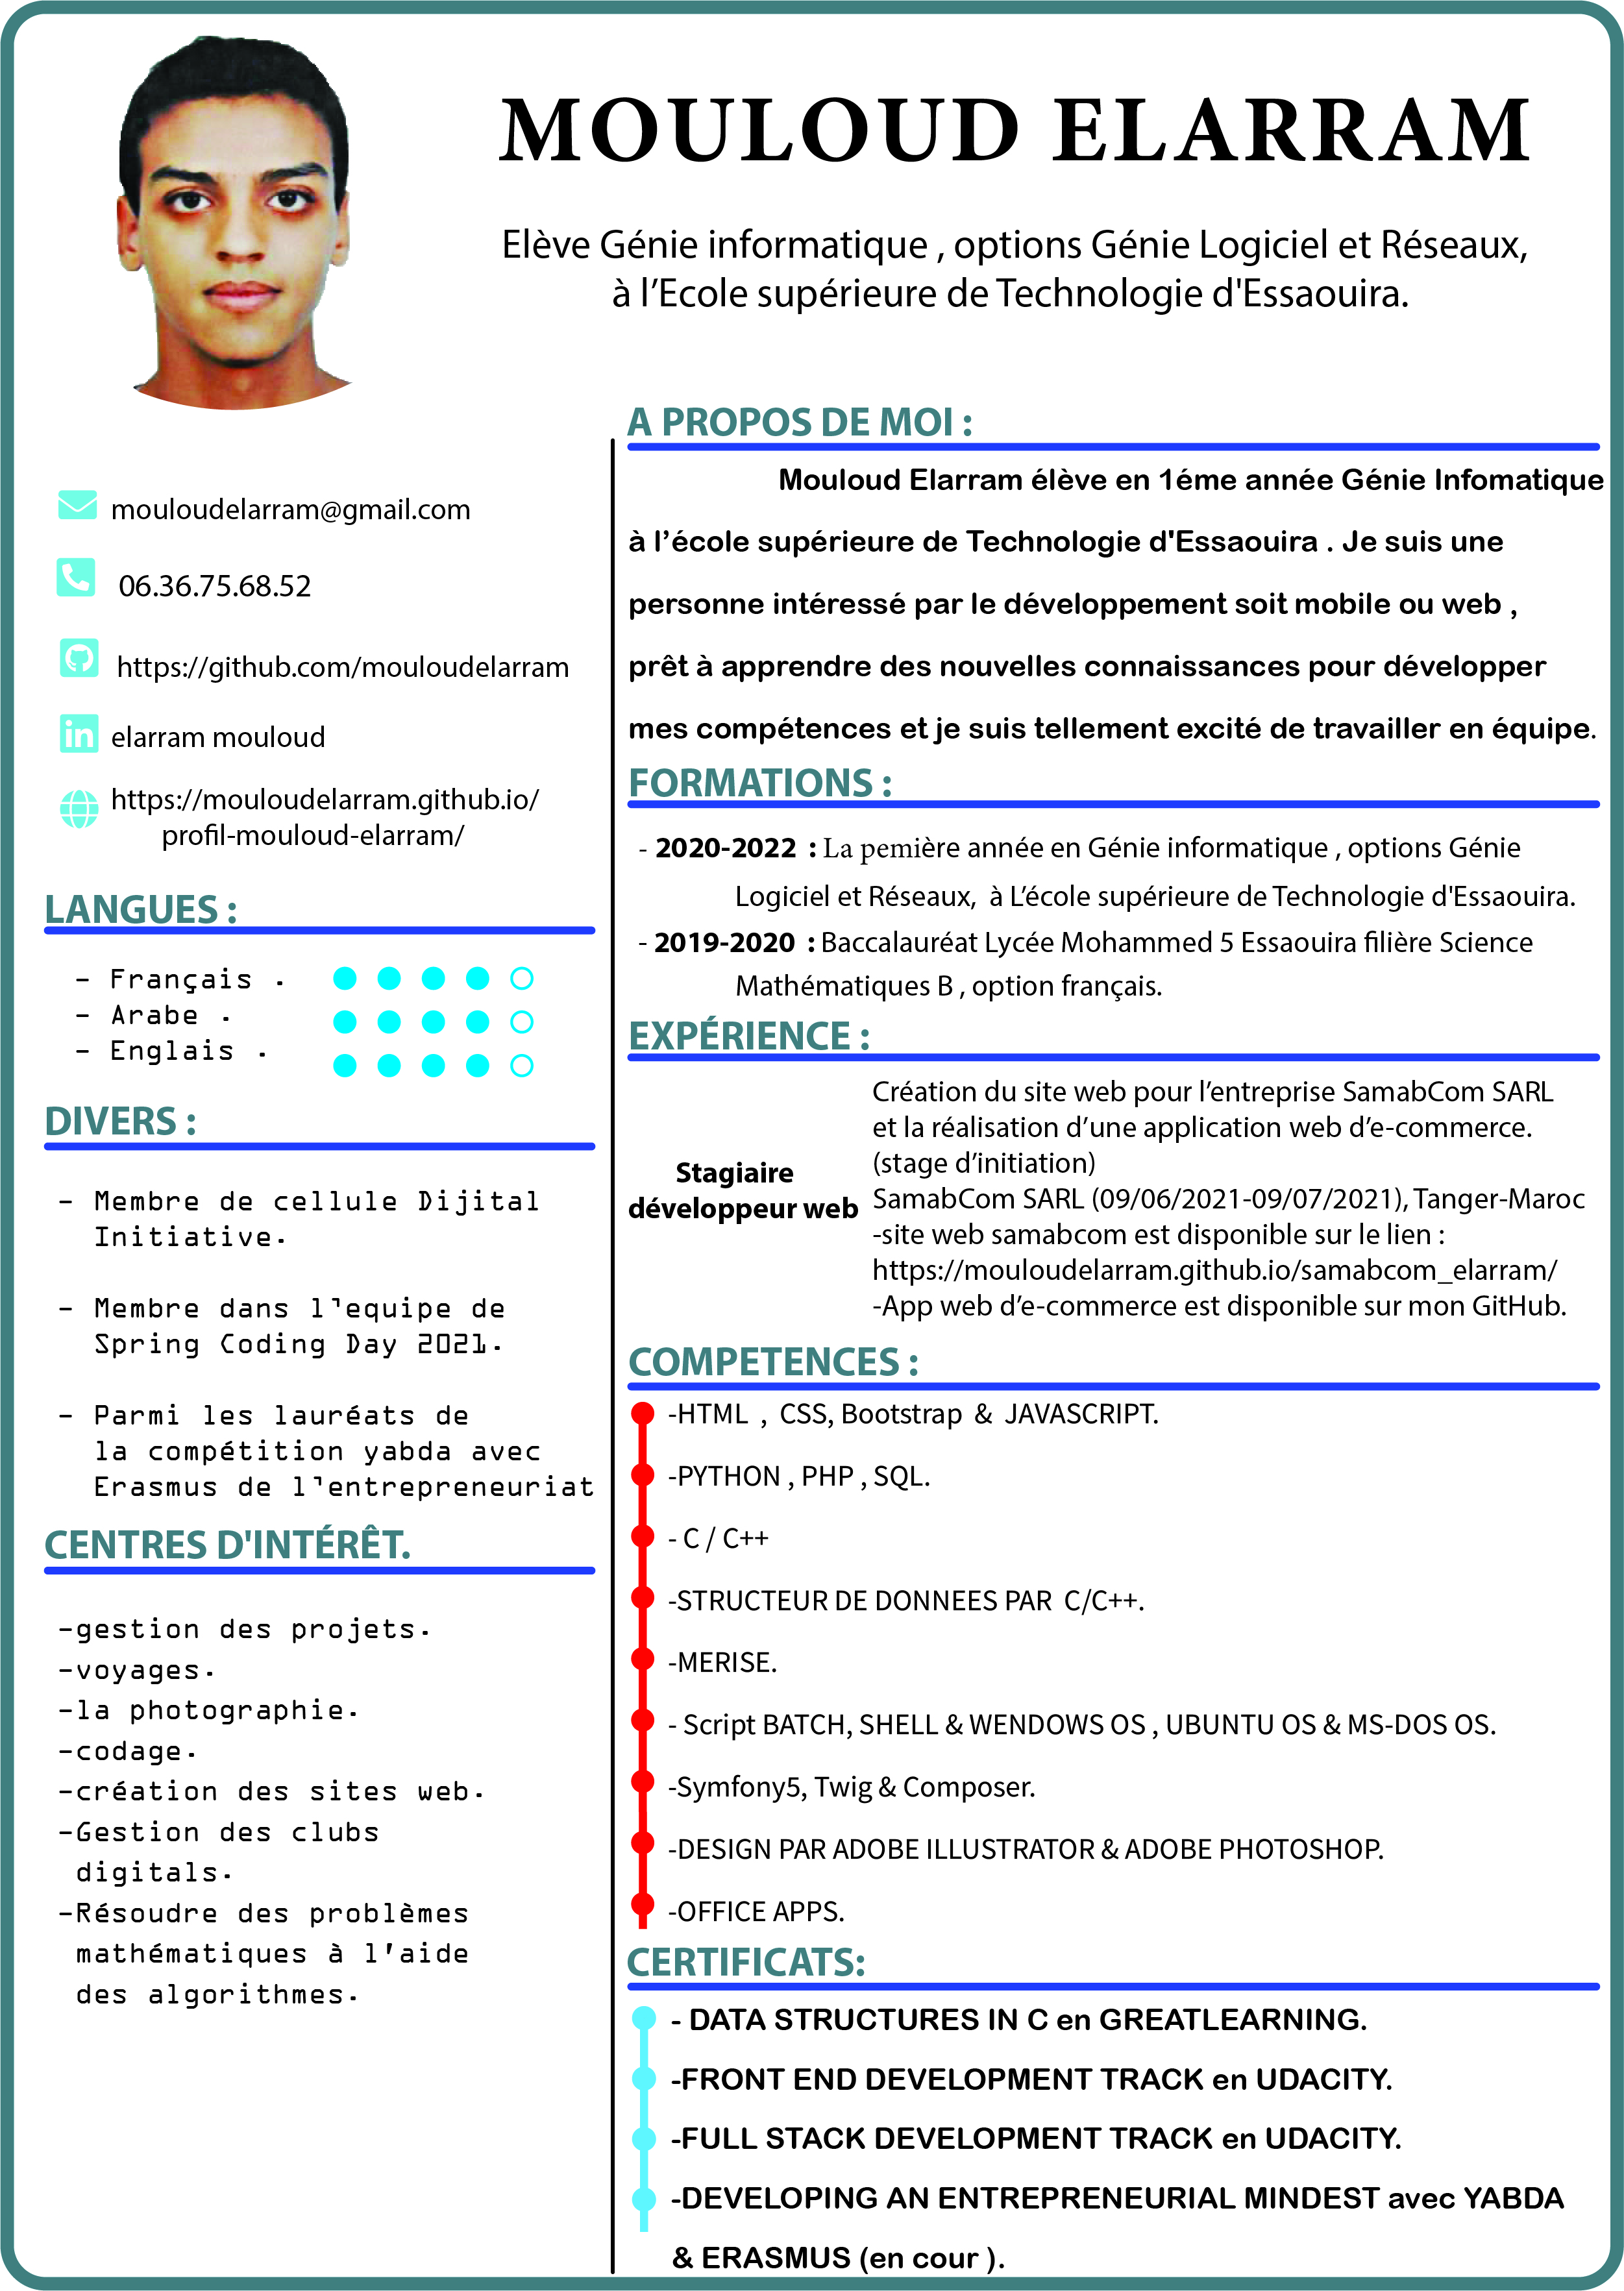 MOULOUD ELARRAM
Elève Génie informatique , options Génie Logiciel et Réseaux,
à l’Ecole supérieure de Technologie d'Essaouira.
mouloudelarram@gmail.com
06.36.75.68.52
https://github.com/mouloudelarram
elarram mouloud
https://mouloudelarram.github.io/
profil-mouloud-elarram/
LANGUES :
- Français .
- Arabe .
- Englais .
DIVERS :
- Membre de cellule Dijital
Initiative.
- Membre dans l'equipe de
Spring Coding Day 2021.
- Parmi les lauréats de
la compétition yabda avec
Erasmus de l'entrepreneuriat
CENTRES D'INTÉRÊT.
-gestion des projets.
-voyages.
-la photographie.
-codage.
-création des sites web.
-Gestion des clubs
digitals.
-Résoudre des problèmes
mathématiques à l’aide
des algorithmes.
A PROPOS DE MOI :
Mouloud Elarram élève en 1éme année Génie Infomatique
à l’école supérieure de Technologie d'Essaouira . Je suis une
personne intéressé par le développement soit mobile ou web ,
prêt à apprendre des nouvelles connaissances pour développer
mes compétences et je suis tellement excité de travailler en équipe.
FORMATIONS :
- 2020-2022 : La pemière année en Génie informatique , options Génie
Logiciel et Réseaux, à L’école supérieure de Technologie d'Essaouira.
- 2019-2020 : Baccalauréat Lycée Mohammed 5 Essaouira filière Science
Mathématiques B , option français.
EXPÉRIENCE :
Stagiaire
développeur web
Création du site web pour l’entreprise SamabCom SARL
et la réalisation d’une application web d’e-commerce.
(stage d’initiation)
SamabCom SARL (09/06/2021-09/07/2021), Tanger-Maroc
-site web samabcom est disponible sur le lien :
https://mouloudelarram.github.io/samabcom_elarram/
-App web d’e-commerce est disponible sur mon GitHub.
COMPETENCES :
-HTML , CSS, Bootstrap & JAVASCRIPT.
-PYTHON , PHP , SQL.
- C / C++
-STRUCTEUR DE DONNEES PAR C/C++.
-MERISE.
- Script BATCH, SHELL & WENDOWS OS , UBUNTU OS & MS-DOS OS.
-Symfony5, Twig & Composer.
-DESIGN PAR ADOBE ILLUSTRATOR & ADOBE PHOTOSHOP.
-OFFICE APPS.
CERTIFICATS:
- DATA STRUCTURES IN C en GREATLEARNING.
-FRONT END DEVELOPMENT TRACK en UDACITY.
-FULL STACK DEVELOPMENT TRACK en UDACITY.
-DEVELOPING AN ENTREPRENEURIAL MINDEST avec YABDA
& ERASMUS (en cour ).